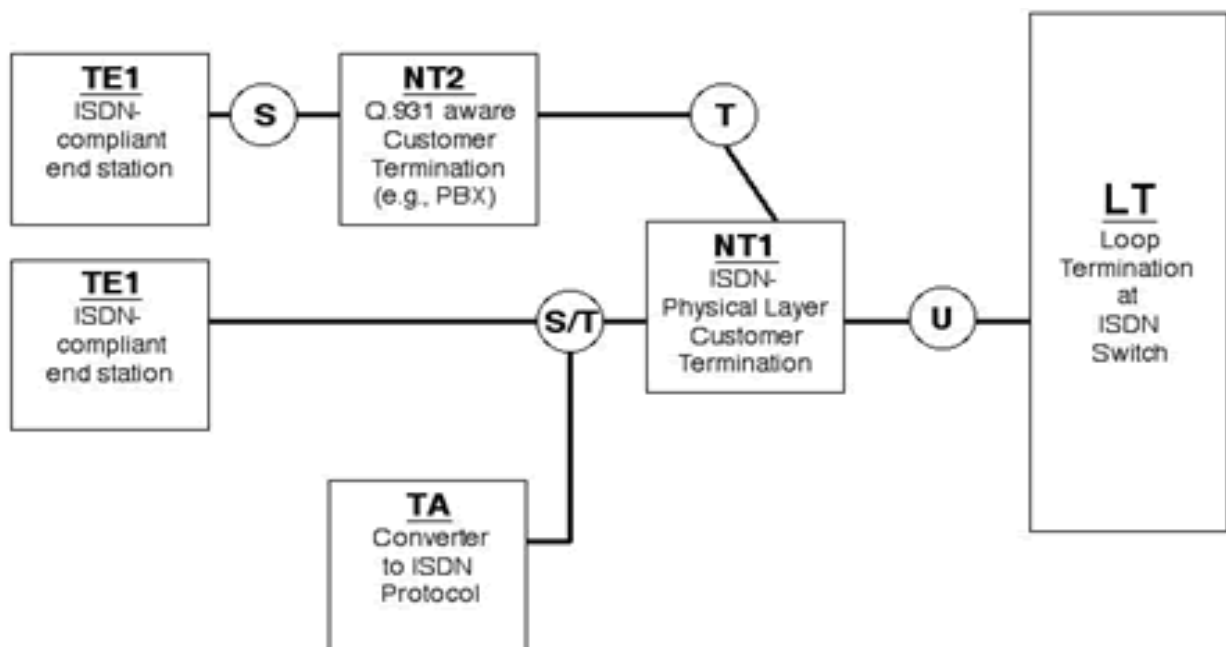 TE1
ISDN-
compliant
end station
S
NT2
Q.931 aware
Customer
Termination
(e.g., PBX)
T
TE1
ISDN-
compliant
end station
S/T
NT1
ISDN-
Physical Layer
Customer
Termination
U
LT
Loop
Termination
at
ISDN
Switch
TA
Converter
to ISDN
Protocol